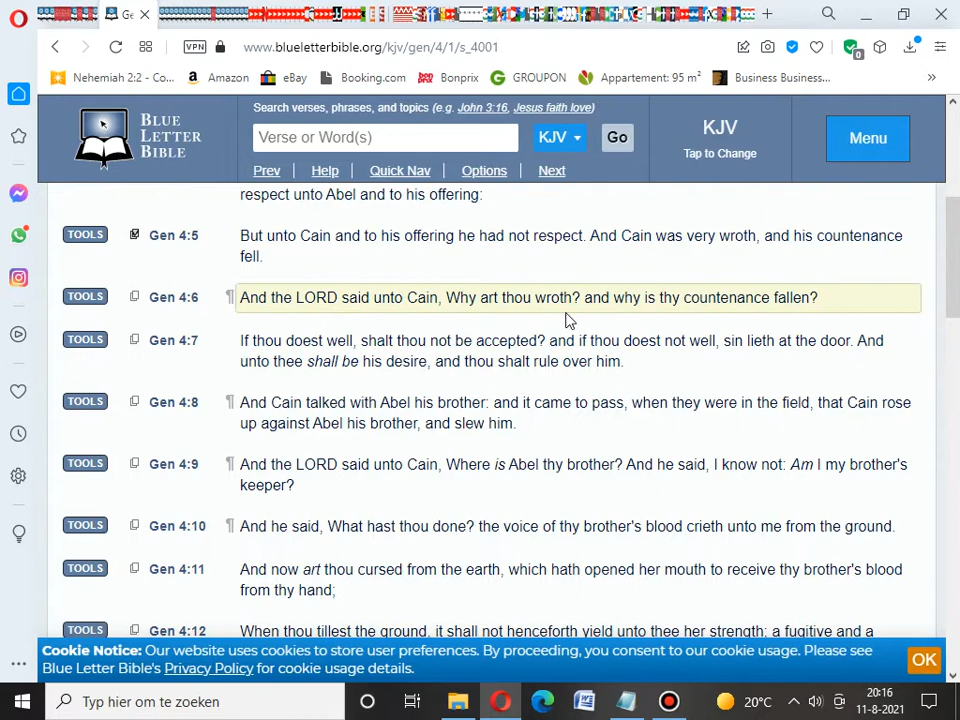 Ge
www.blueletterbible.org/kjv/gen/4/1/s_4001
VPN
0
Nehemiah 2:2 - Co... Amazon eBay Booking.com Bonprix GROUPON Appartement: 95 m² Business Business... »
BLUE
LETTER
BIBLE
Search verses, phrases, and topics (e.g. John 3:16, Jesus faith love)
Verse or Word(s) KJV Go
Prev Help Quick Nav Options Next
KJV
Tap to Change
Menu
respect unto Abel and to his offering:
TOOLS Gen 4:5 But unto Cain and to his offering he had not respect. And Cain was very wroth, and his countenance
fell.
TOOLS Gen 4:6 ¶ And the LORD said unto Cain, Why art thou wroth? and why is thy countenance fallen?
TOOLS Gen 4:7 If thou doest well, shalt thou not be accepted? and if thou doest not well, sin lieth at the door. And
unto thee shall be his desire, and thou shalt rule over him.
TOOLS Gen 4:8 ¶ And Cain talked with Abel his brother: and it came to pass, when they were in the field, that Cain rose
up against Abel his brother, and slew him.
TOOLS Gen 4:9 ¶ And the LORD said unto Cain, Where is Abel thy brother? And he said, I know not: Am I my brother's
keeper?
TOOLS Gen 4:10 ¶ And he said, What hast thou done? the voice of thy brother's blood crieth unto me from the ground.
TOOLS Gen 4:11 And now art thou cursed from the earth, which hath opened her mouth to receive thy brother's blood
from thy hand;
TOOLS Gen 4:12 When thou tillest the ground, it shall not henceforth yield unto thee her strength; a fugitive and a
Cookie Notice: Our website uses cookies to store user preferences. By proceeding, you consent to our cookie usage. Please see
Blue Letter Bible's Privacy Policy for cookie usage details.
OK
Typ hier om te zoeken
20°C
20:16
11-8-2021